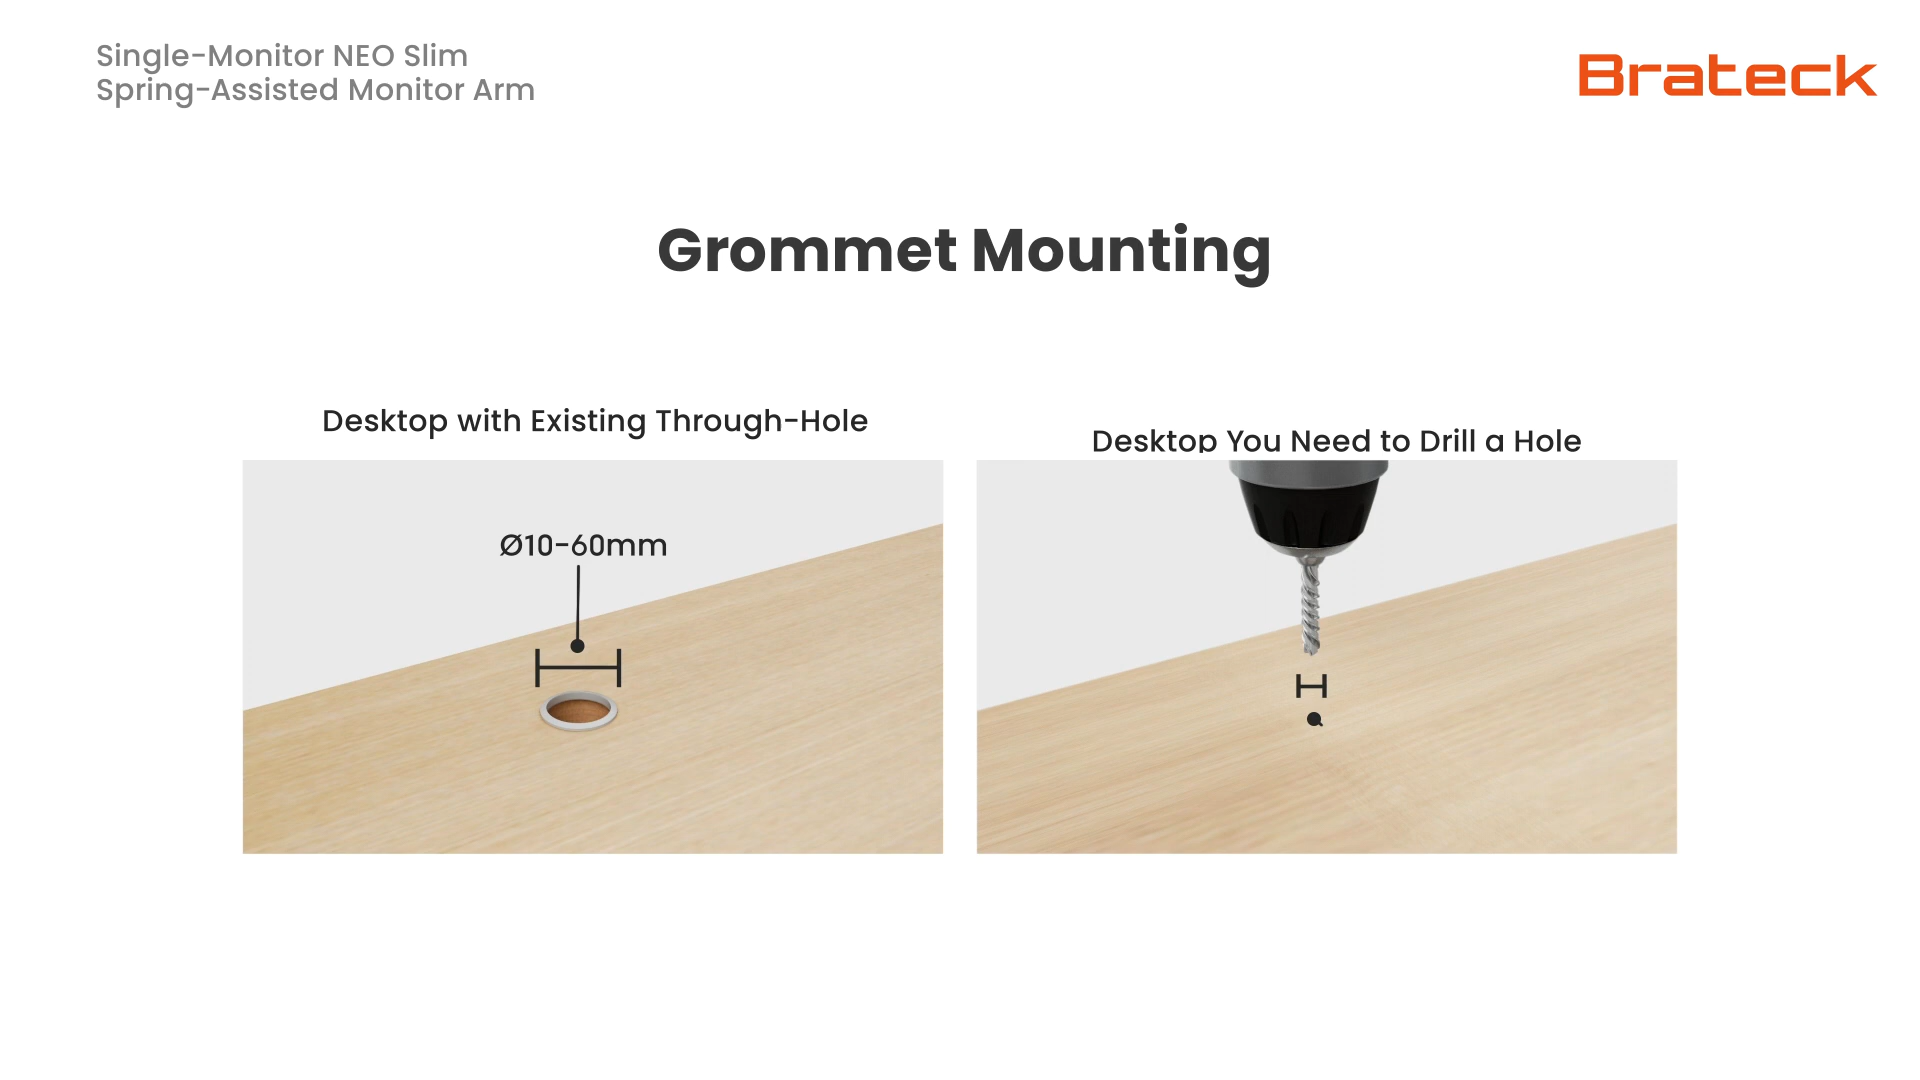 Single-Monitor NEO Slim
Spring-Assisted Monitor Arm
Brateck
Grommet Mounting
Desktop with Existing Through-Hole
Desktop You Need to Drill a Hole
Ø10-60mm